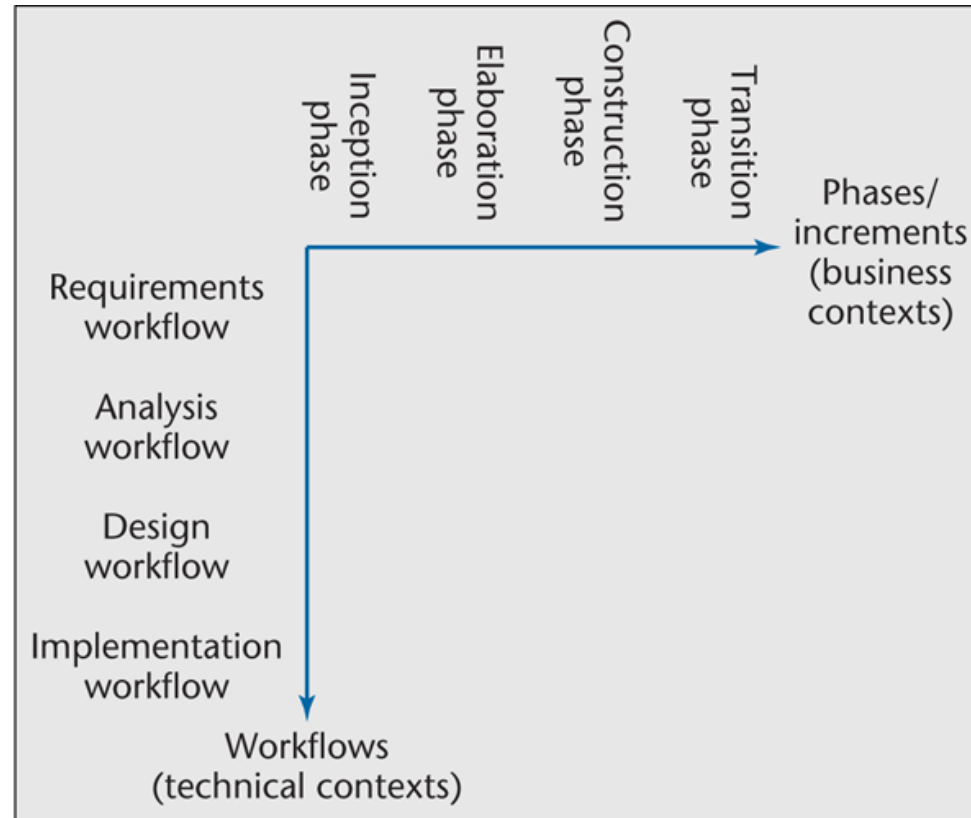 Inception
phase
Elaboration
phase
Construction
phase
Transition
phase
Phases/
increments
(business
contexts)
Requirements
workflow
Analysis
workflow
Design
workflow
Implementation
workflow
Workflows
(technical contexts)